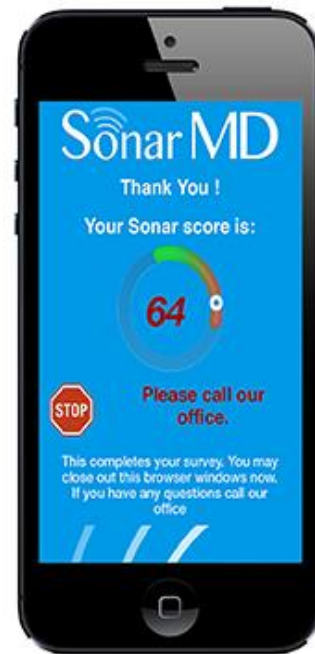 SonarMD
Thank You !
Your Sonar score is:
64
STOP
Please call our
office.
This completes your survey. You may
close out this browser windows now.
If you have any questions call our
office